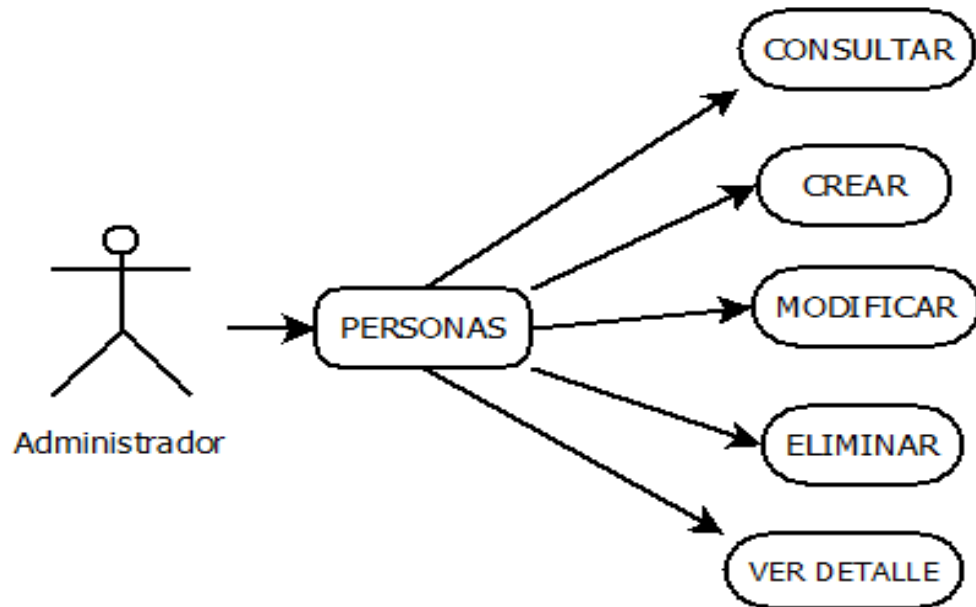 CONSULTAR
CREAR
PERSONAS
MODIFICAR
Administrador
ELIMINAR
VER DETALLE